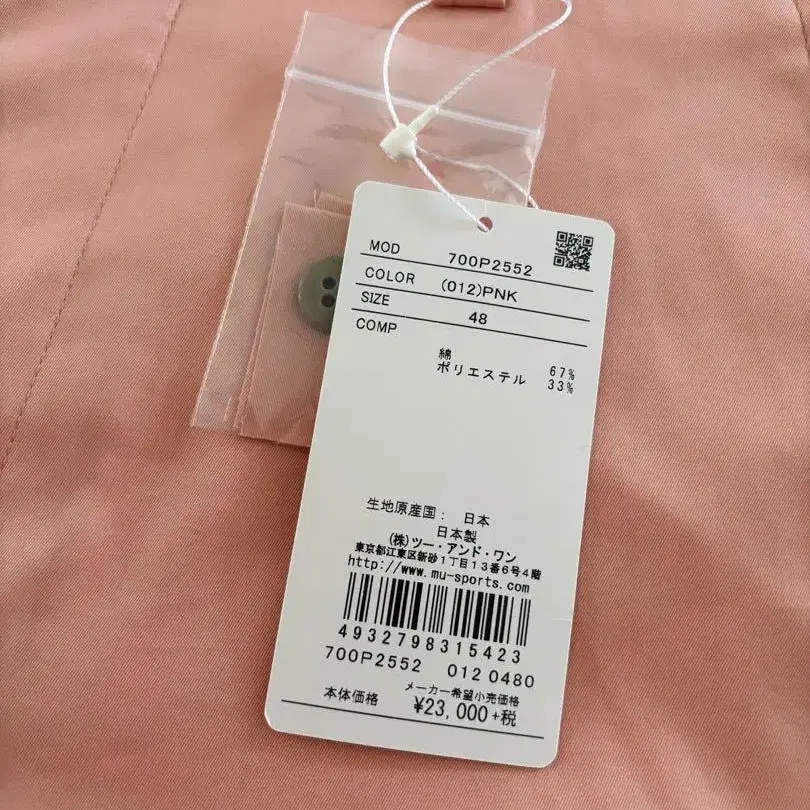 MOD 700P2552
COLOR (012)PNK
SIZE 48
COMP
綿 67%
ポリエステル 33%
生地原産国： 日本
日本製
(株)ツー・アンド・ワン
東京都江東区新砂1丁目13番6号4階
http://www.mu-sports.com
4932798315423
700P2552 012 0480
メーカー希望小売価格
本体価格 ¥23,000+税